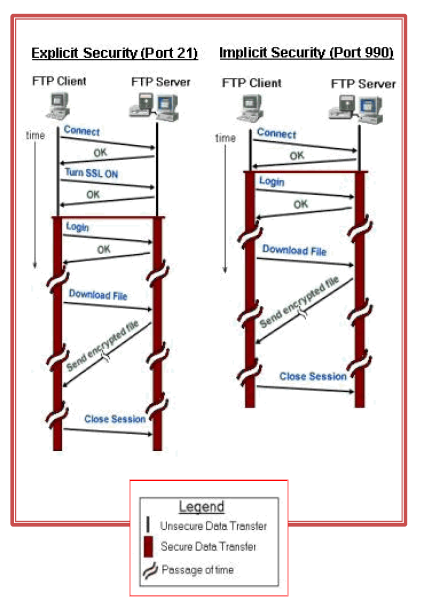 Explicit Security (Port 21)
FTP Client
FTP Server
time
Connect
OK
Turn SSL ON
OK
Login
OK
Download File
Send encrypted file
Close Session
Implicit Security (Port 990)
FTP Client
FTP Server
time
Connect
OK
Login
OK
Download File
Send encrypted file
Close Session
Legend
Unsecure Data Transfer
Secure Data Transfer
Passage of time